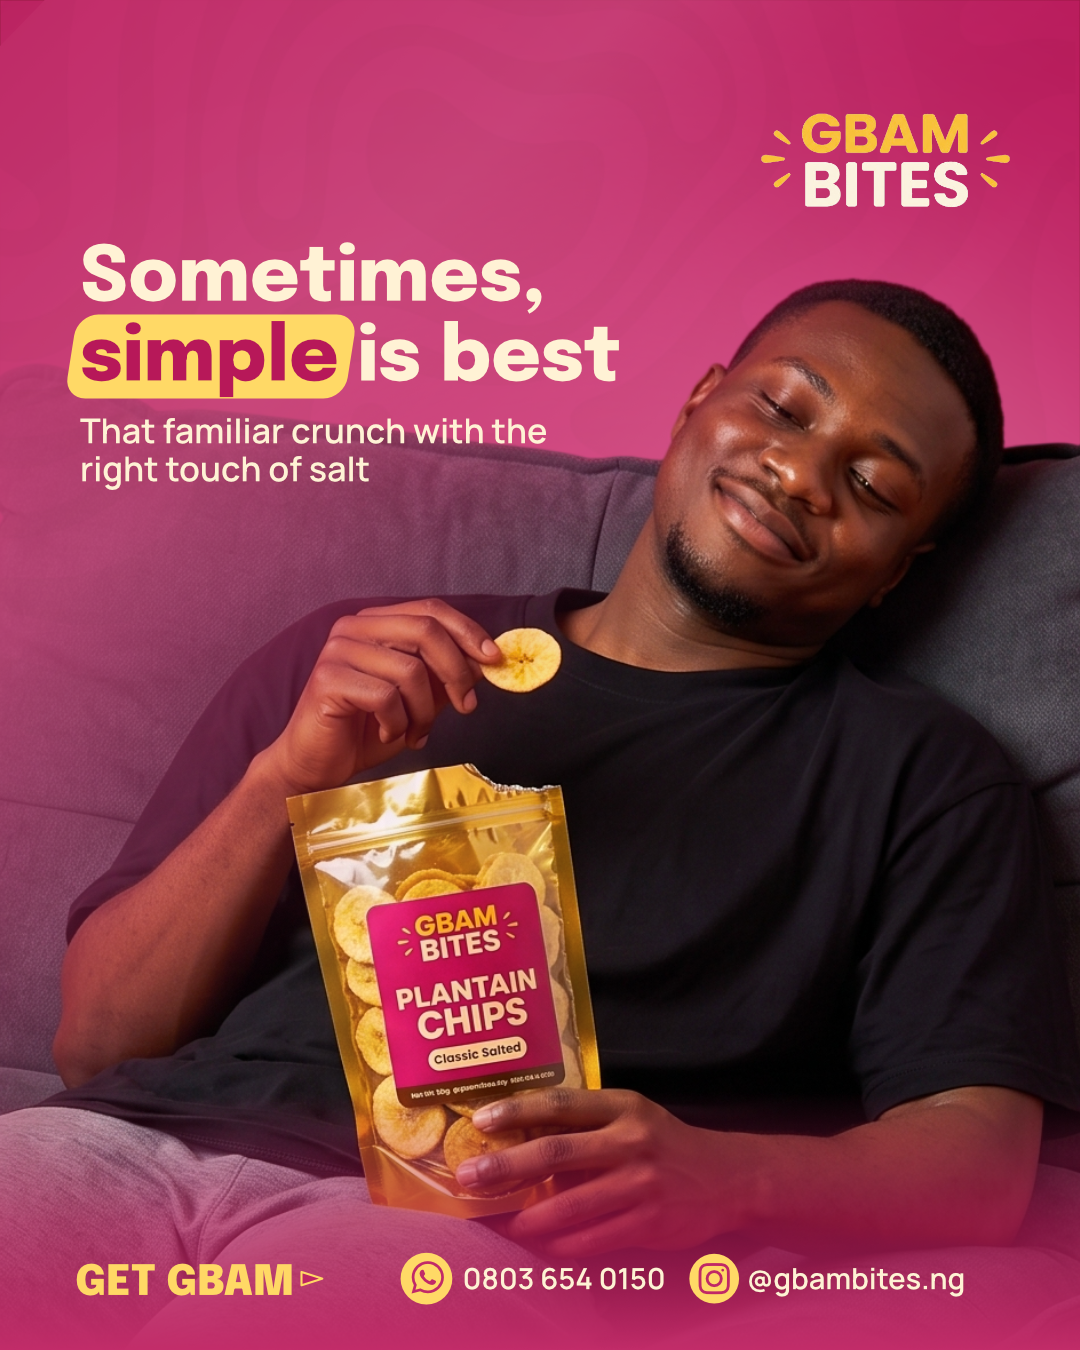 GBAM
BITES
Sometimes,
simple is best
That familiar crunch with the
right touch of salt
GBAM
BITES
PLANTAIN
CHIPS
Classic Salted
GET GBAM
0803 654 0150
@gbambites.ng